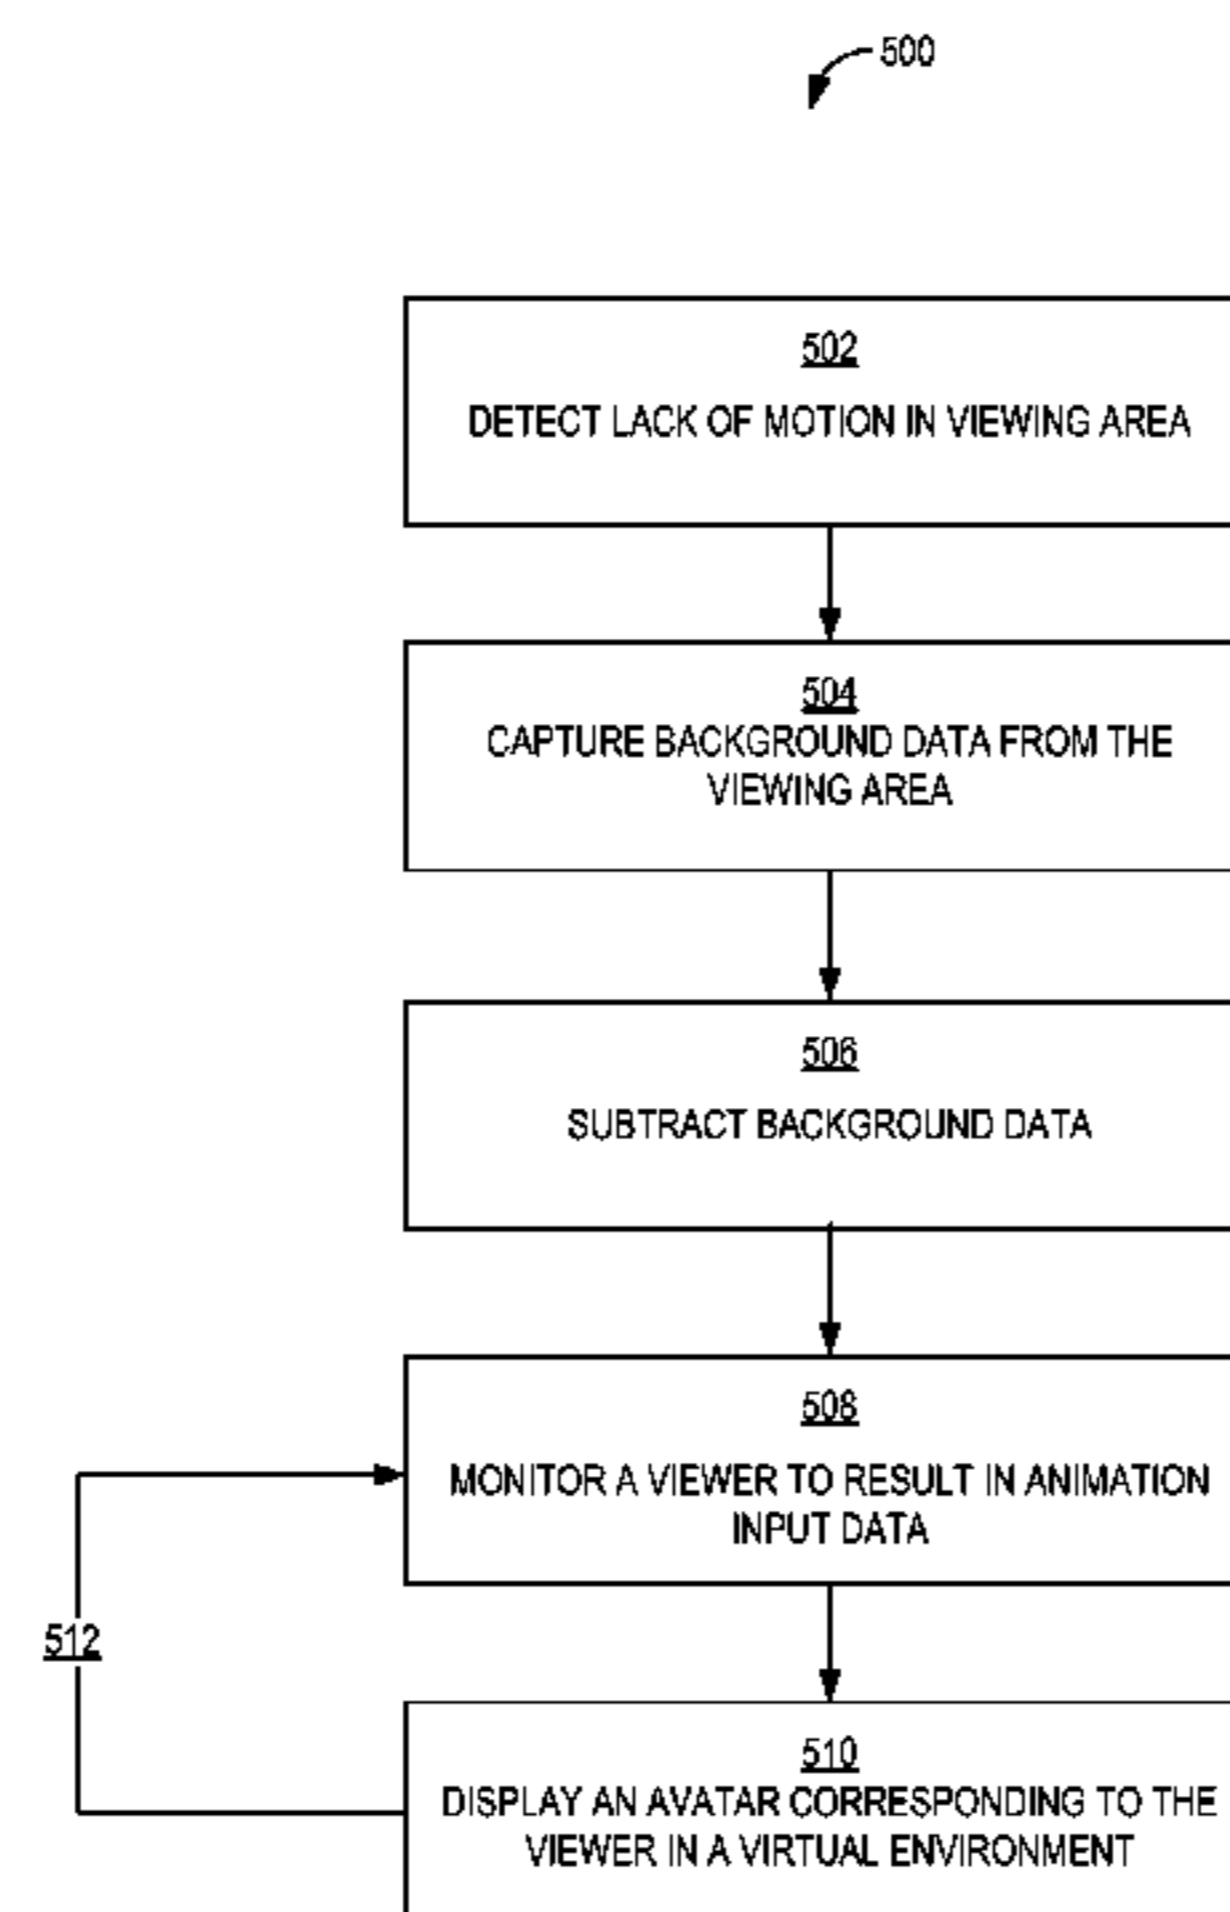 500
502
DETECT LACK OF MOTION IN VIEWING AREA
504
CAPTURE BACKGROUND DATA FROM THE
VIEWING AREA
506
SUBTRACT BACKGROUND DATA
508
MONITOR A VIEWER TO RESULT IN ANIMATION
INPUT DATA
512
510
DISPLAY AN AVATAR CORRESPONDING TO THE
VIEWER IN A VIRTUAL ENVIRONMENT